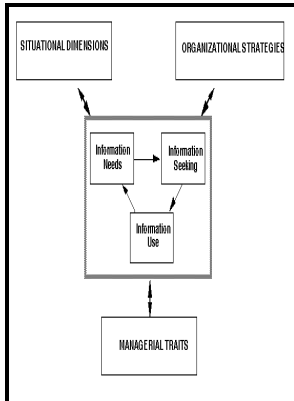 SITUATIONAL DIMENSIONS
ORGANIZATIONAL STRATEGIES
Information
Needs
Information
Seeking
Information
Use
MANAGERIAL TRAITS